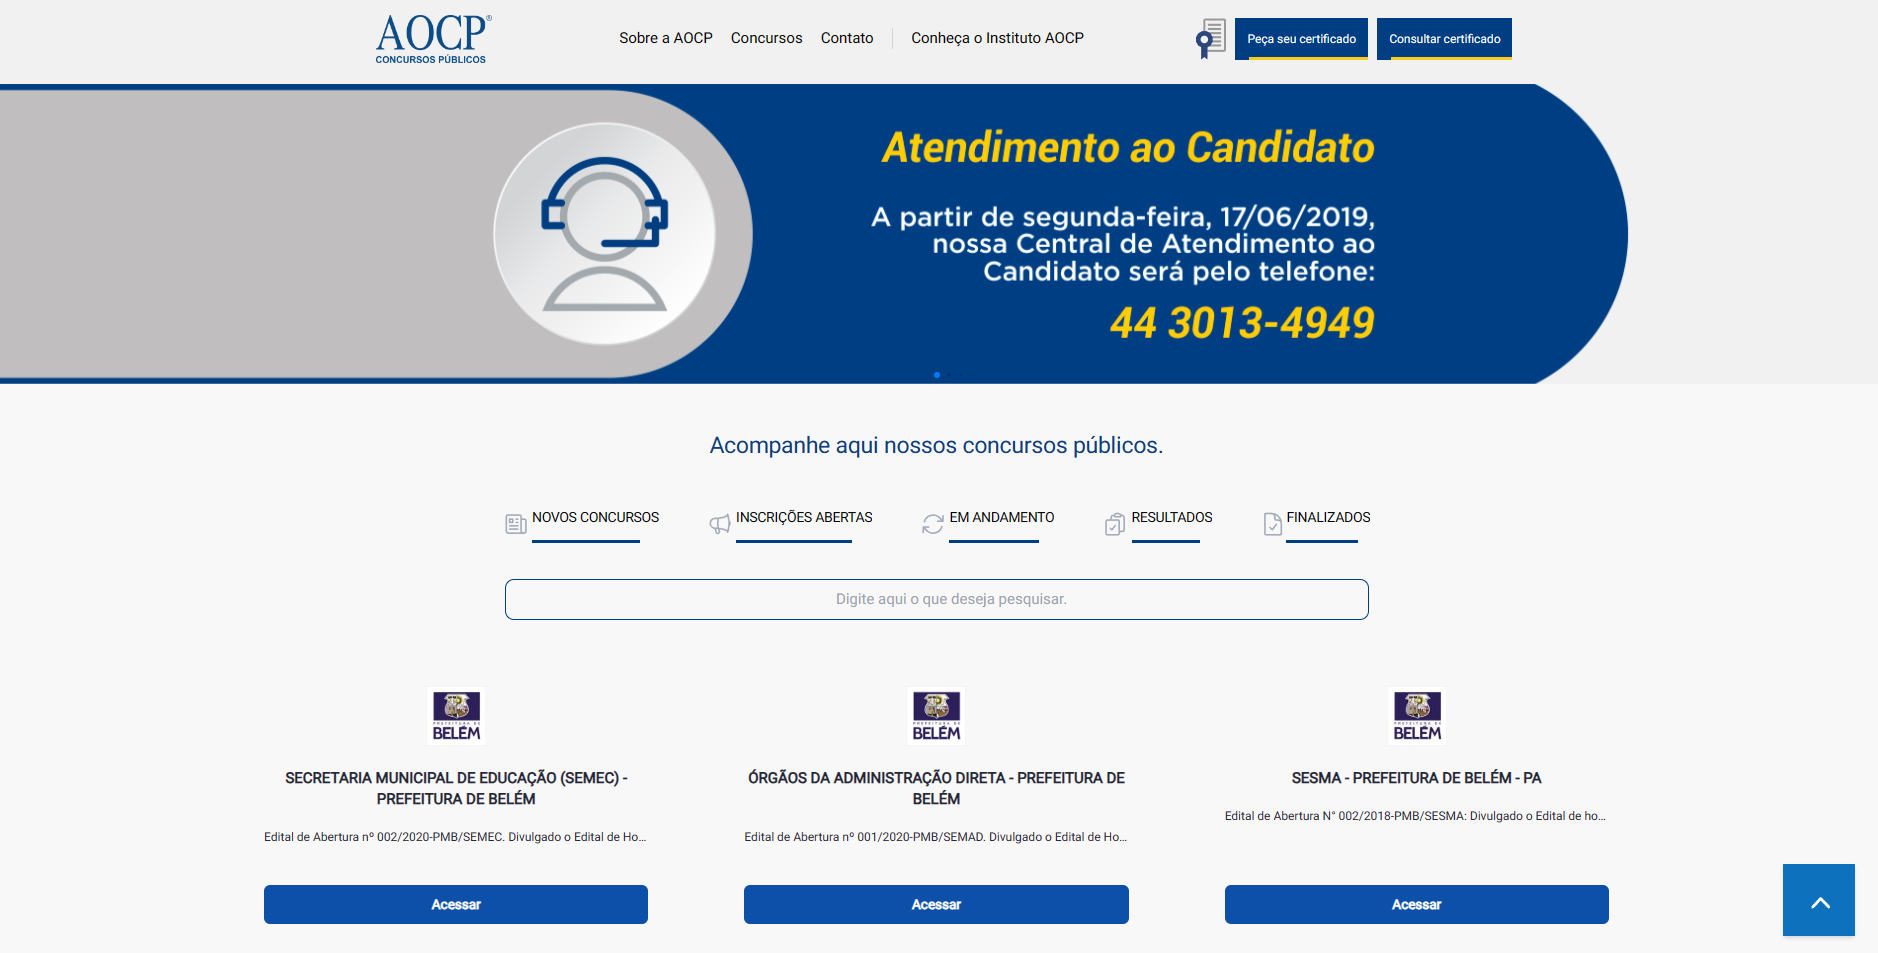 AOCP®
CONCURSOS PÚBLICOS
Sobre a AOCP
Concursos
Contato
Conheça o Instituto AOCP
Peça seu certificado
Consultar certificado
Atendimento ao Candidato
A partir de segunda-feira, 17/06/2019,
nossa Central de Atendimento ao
Candidato será pelo telefone:
44 3013-4949
Acompanhe aqui nossos concursos públicos.
NOVOS CONCURSOS
INSCRIÇÕES ABERTAS
EM ANDAMENTO
RESULTADOS
FINALIZADOS
Digite aqui o que deseja pesquisar.
PREFEITURA DE
BELÉM
SECRETARIA MUNICIPAL DE EDUCAÇÃO (SEMEC) -
PREFEITURA DE BELÉM
Edital de Abertura nº 002/2020-PMB/SEMEC. Divulgado o Edital de Ho...
Acessar
PREFEITURA DE
BELÉM
ÓRGÃOS DA ADMINISTRAÇÃO DIRETA - PREFEITURA DE
BELÉM
Edital de Abertura nº 001/2020-PMB/SEMAD. Divulgado o Edital de Ho...
Acessar
PREFEITURA DE
BELÉM
SESMA - PREFEITURA DE BELÉM - PA
Edital de Abertura N° 002/2018-PMB/SESMA: Divulgado o Edital de ho...
Acessar